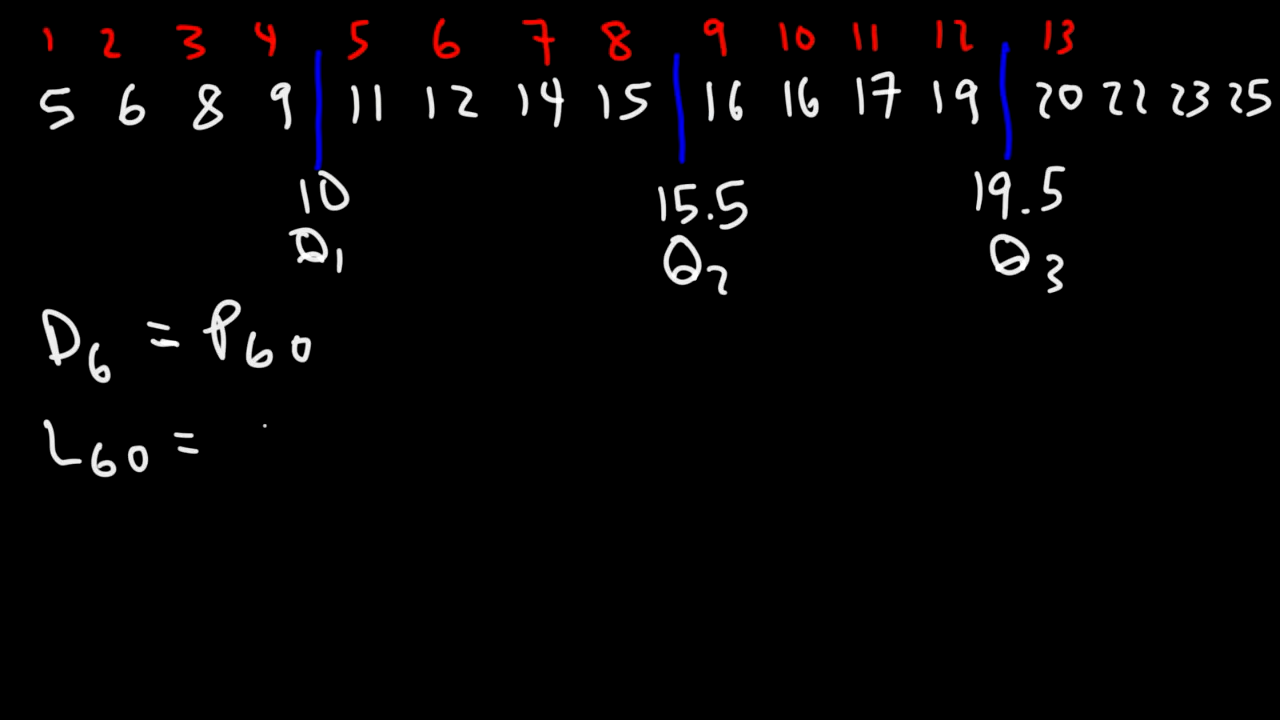 1 2 3 4 5 6 7 8 9 10 11 12 13
5 6 8 9 11 12 14 15 16 16 17 19 20 22 23 25
10 15.5 19.5
Q1 Q2 Q3
D6 = P60
L60 =